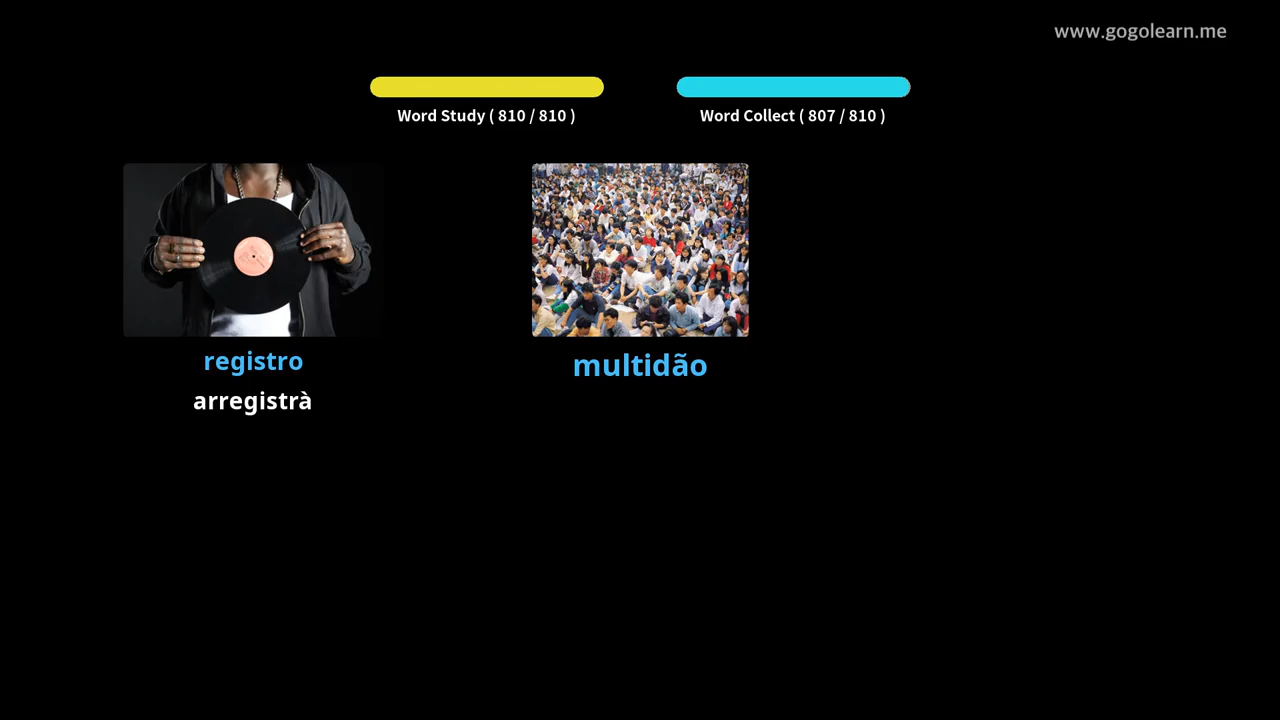 www.gogolearn.me
Word Study ( 810 / 810 )
Word Collect ( 807 / 810 )
registro
arregistrà
multidão